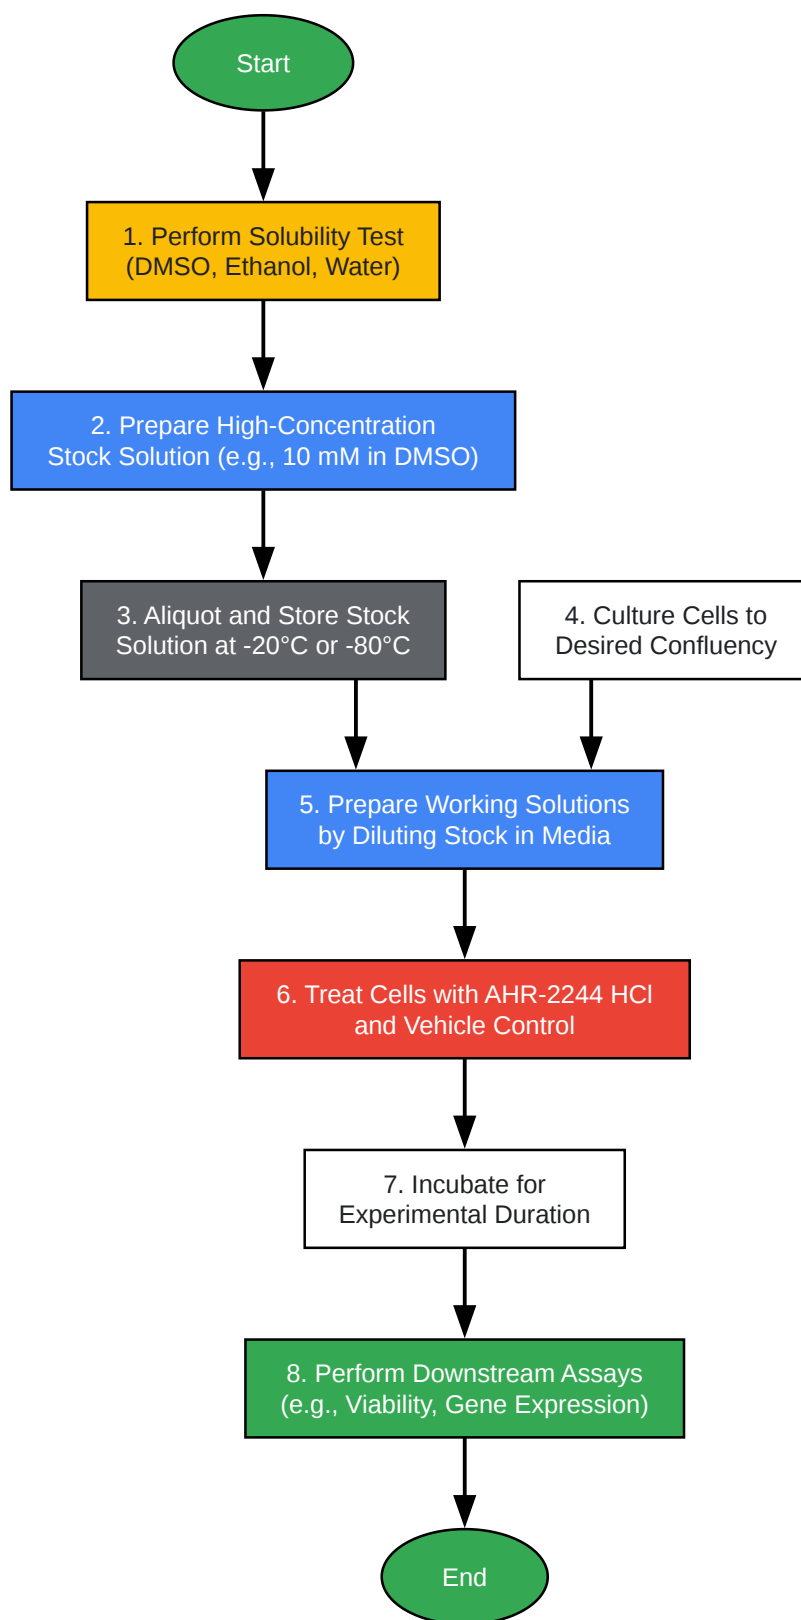 Start
1. Perform Solubility Test
(DMSO, Ethanol, Water)
2. Prepare High-Concentration
Stock Solution (e.g., 10 mM in DMSO)
3. Aliquot and Store Stock
Solution at -20°C or -80°C
4. Culture Cells to
Desired Confluency
5. Prepare Working Solutions
by Diluting Stock in Media
6. Treat Cells with AHR-2244 HCl
and Vehicle Control
7. Incubate for
Experimental Duration
8. Perform Downstream Assays
(e.g., Viability, Gene Expression)
End